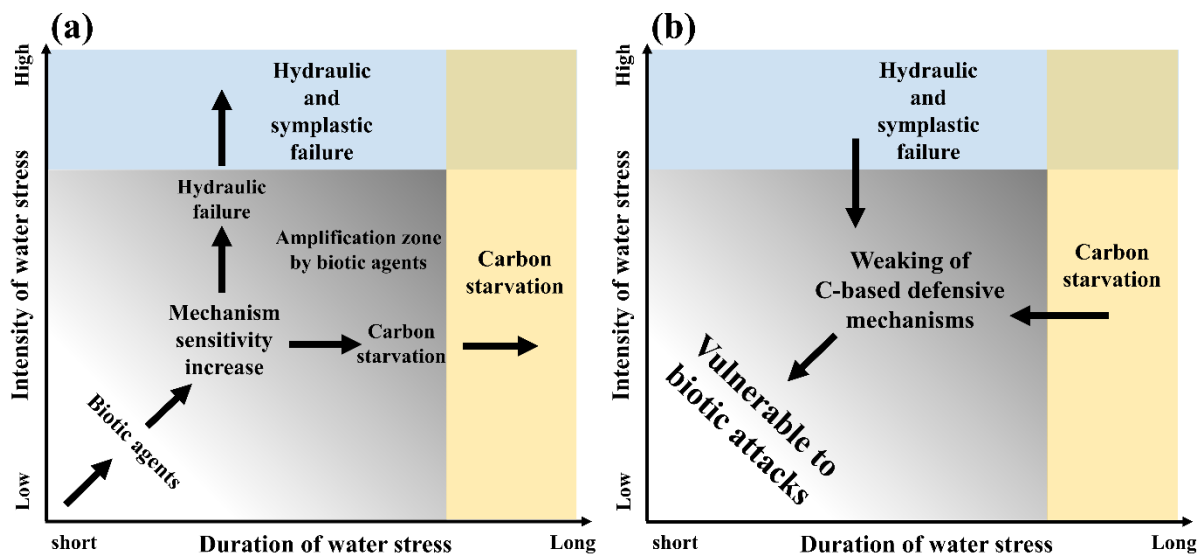 (a)
High
Intensity of water stress
Low
Hydraulic
and
symplastic
failure
Hydraulic
failure
Amplification zone
by biotic agents
Carbon
starvation
Mechanism
sensitivity
increase
Carbon
starvation
Biotic agents
short
Duration of water stress
Long
(b)
High
Intensity of water stress
Low
Hydraulic
and
symplastic
failure
Carbon
starvation
Weaking of
C-based defensive
mechanisms
Vulnerable to
biotic attacks
short
Duration of water stress
Long